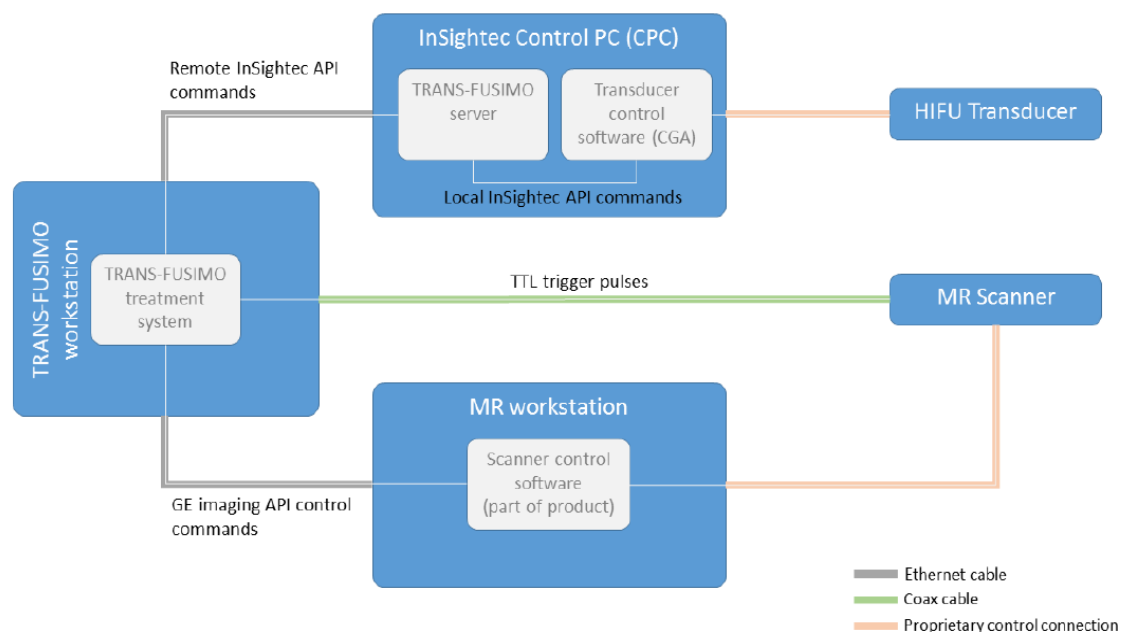 InSightec Control PC (CPC)
Remote InSightec API
commands
TRANS-FUSIMO
server
Transducer
control
software (CGA)
HIFU Transducer
Local InSightec API commands
TRANS-FUSIMO
workstation
TRANS-FUSIMO
treatment
system
TTL trigger pulses
MR Scanner
MR workstation
Scanner control
software
(part of product)
GE imaging API control
commands
Ethernet cable
Coax cable
Proprietary control connection